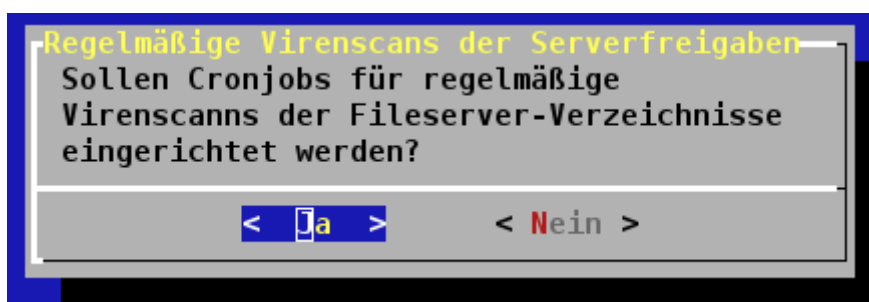 Regelmäßige Virenscans der Serverfreigaben
Sollen Cronjobs für regelmäßige
Virenscanns der Fileserver-Verzeichnisse
eingerichtet werden?
< Ja > < Nein >